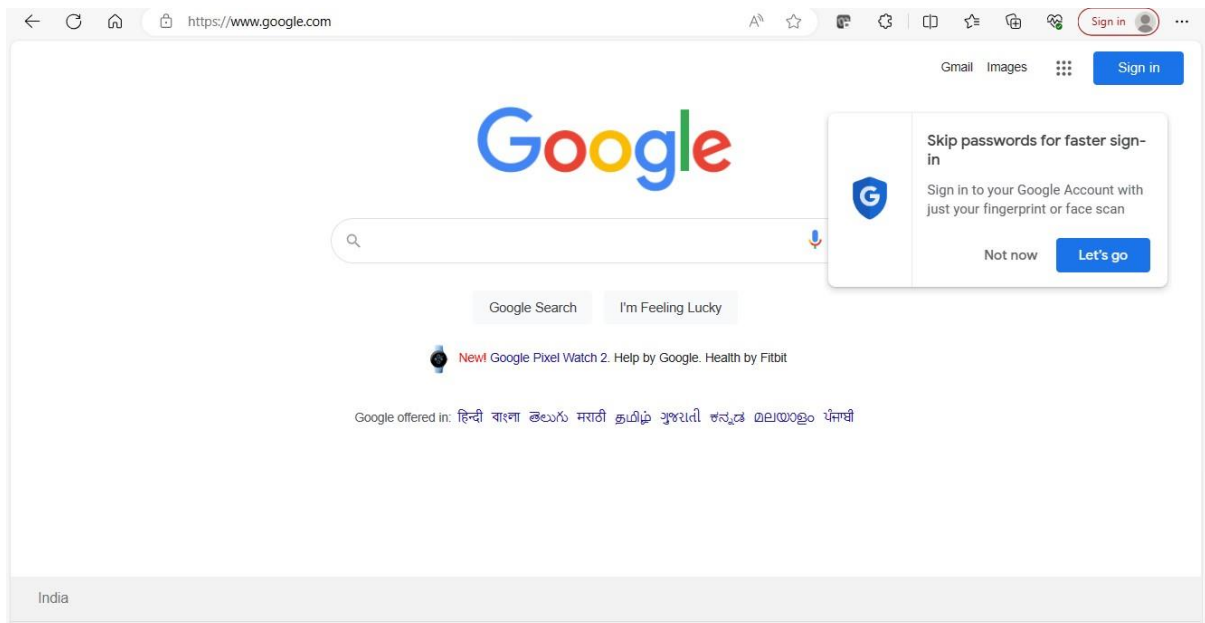 https://www.google.com
Sign in
Gmail Images
Sign in
Google
Skip passwords for faster sign-
in
Sign in to your Google Account with
just your fingerprint or face scan
Not now Let's go
Google Search I'm Feeling Lucky
New! Google Pixel Watch 2. Help by Google. Health by Fitbit
Google offered in: हिन्दी বাংলা తెలుగు मराठी தமிழ் ગુજરાતી ಕನ್ನಡ മലയാളം ਪੰਜਾਬੀ
India